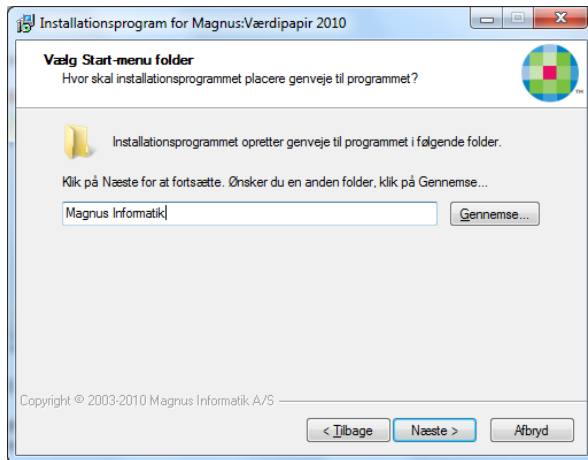 Installationsprogram for Magnus:Værdipapir 2010
Vælg Start-menu folder
Hvor skal installationsprogrammet placere genveje til programmet?
TM
Installationsprogrammet opretter genveje til programmet i følgende folder.
Klik på Næste for at fortsætte. Ønsker du en anden folder, klik på Gennemse...
Magnus Informatik
Gennemse...
Copyright © 2003-2010 Magnus Informatik A/S
< Tilbage
Næste >
Afbryd